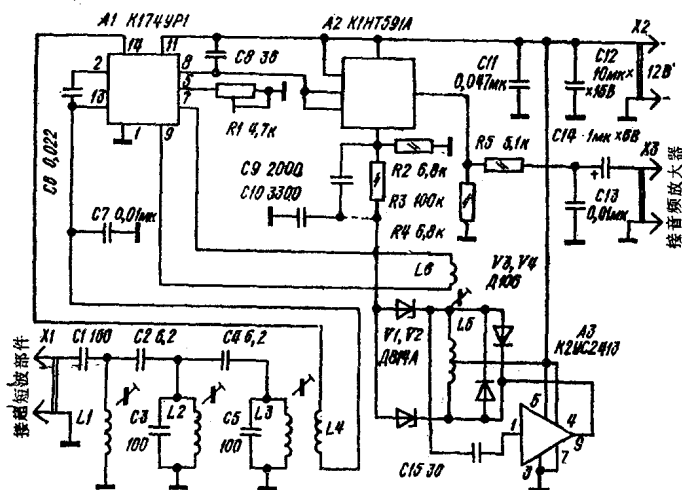 A1 К174УР1
A2 К1НТ591А
14
11
2
8
5
7
13
1
9
C8 36
R1 4,7к
C6 0,022
C7 0,01мк
C9 2000
C10 3300
R2 6,8к
R3 100к
R4 6,8к
C11
0,047мк
C12
10мк×
×16В
12В
X2
R5 5,1к
C14 1мк×6В
X3
C13
0,01мк
接音频放大器
L6
V3, V4
Д106
V1, V2
Д814А
L5
A3
К2УС2413
6
4
1
9
3
7
C15 30
X1
C1 100
C2 6,2
C4 6,2
接超短波部件
L1
C3
100
L2
C5
100
L3
L4